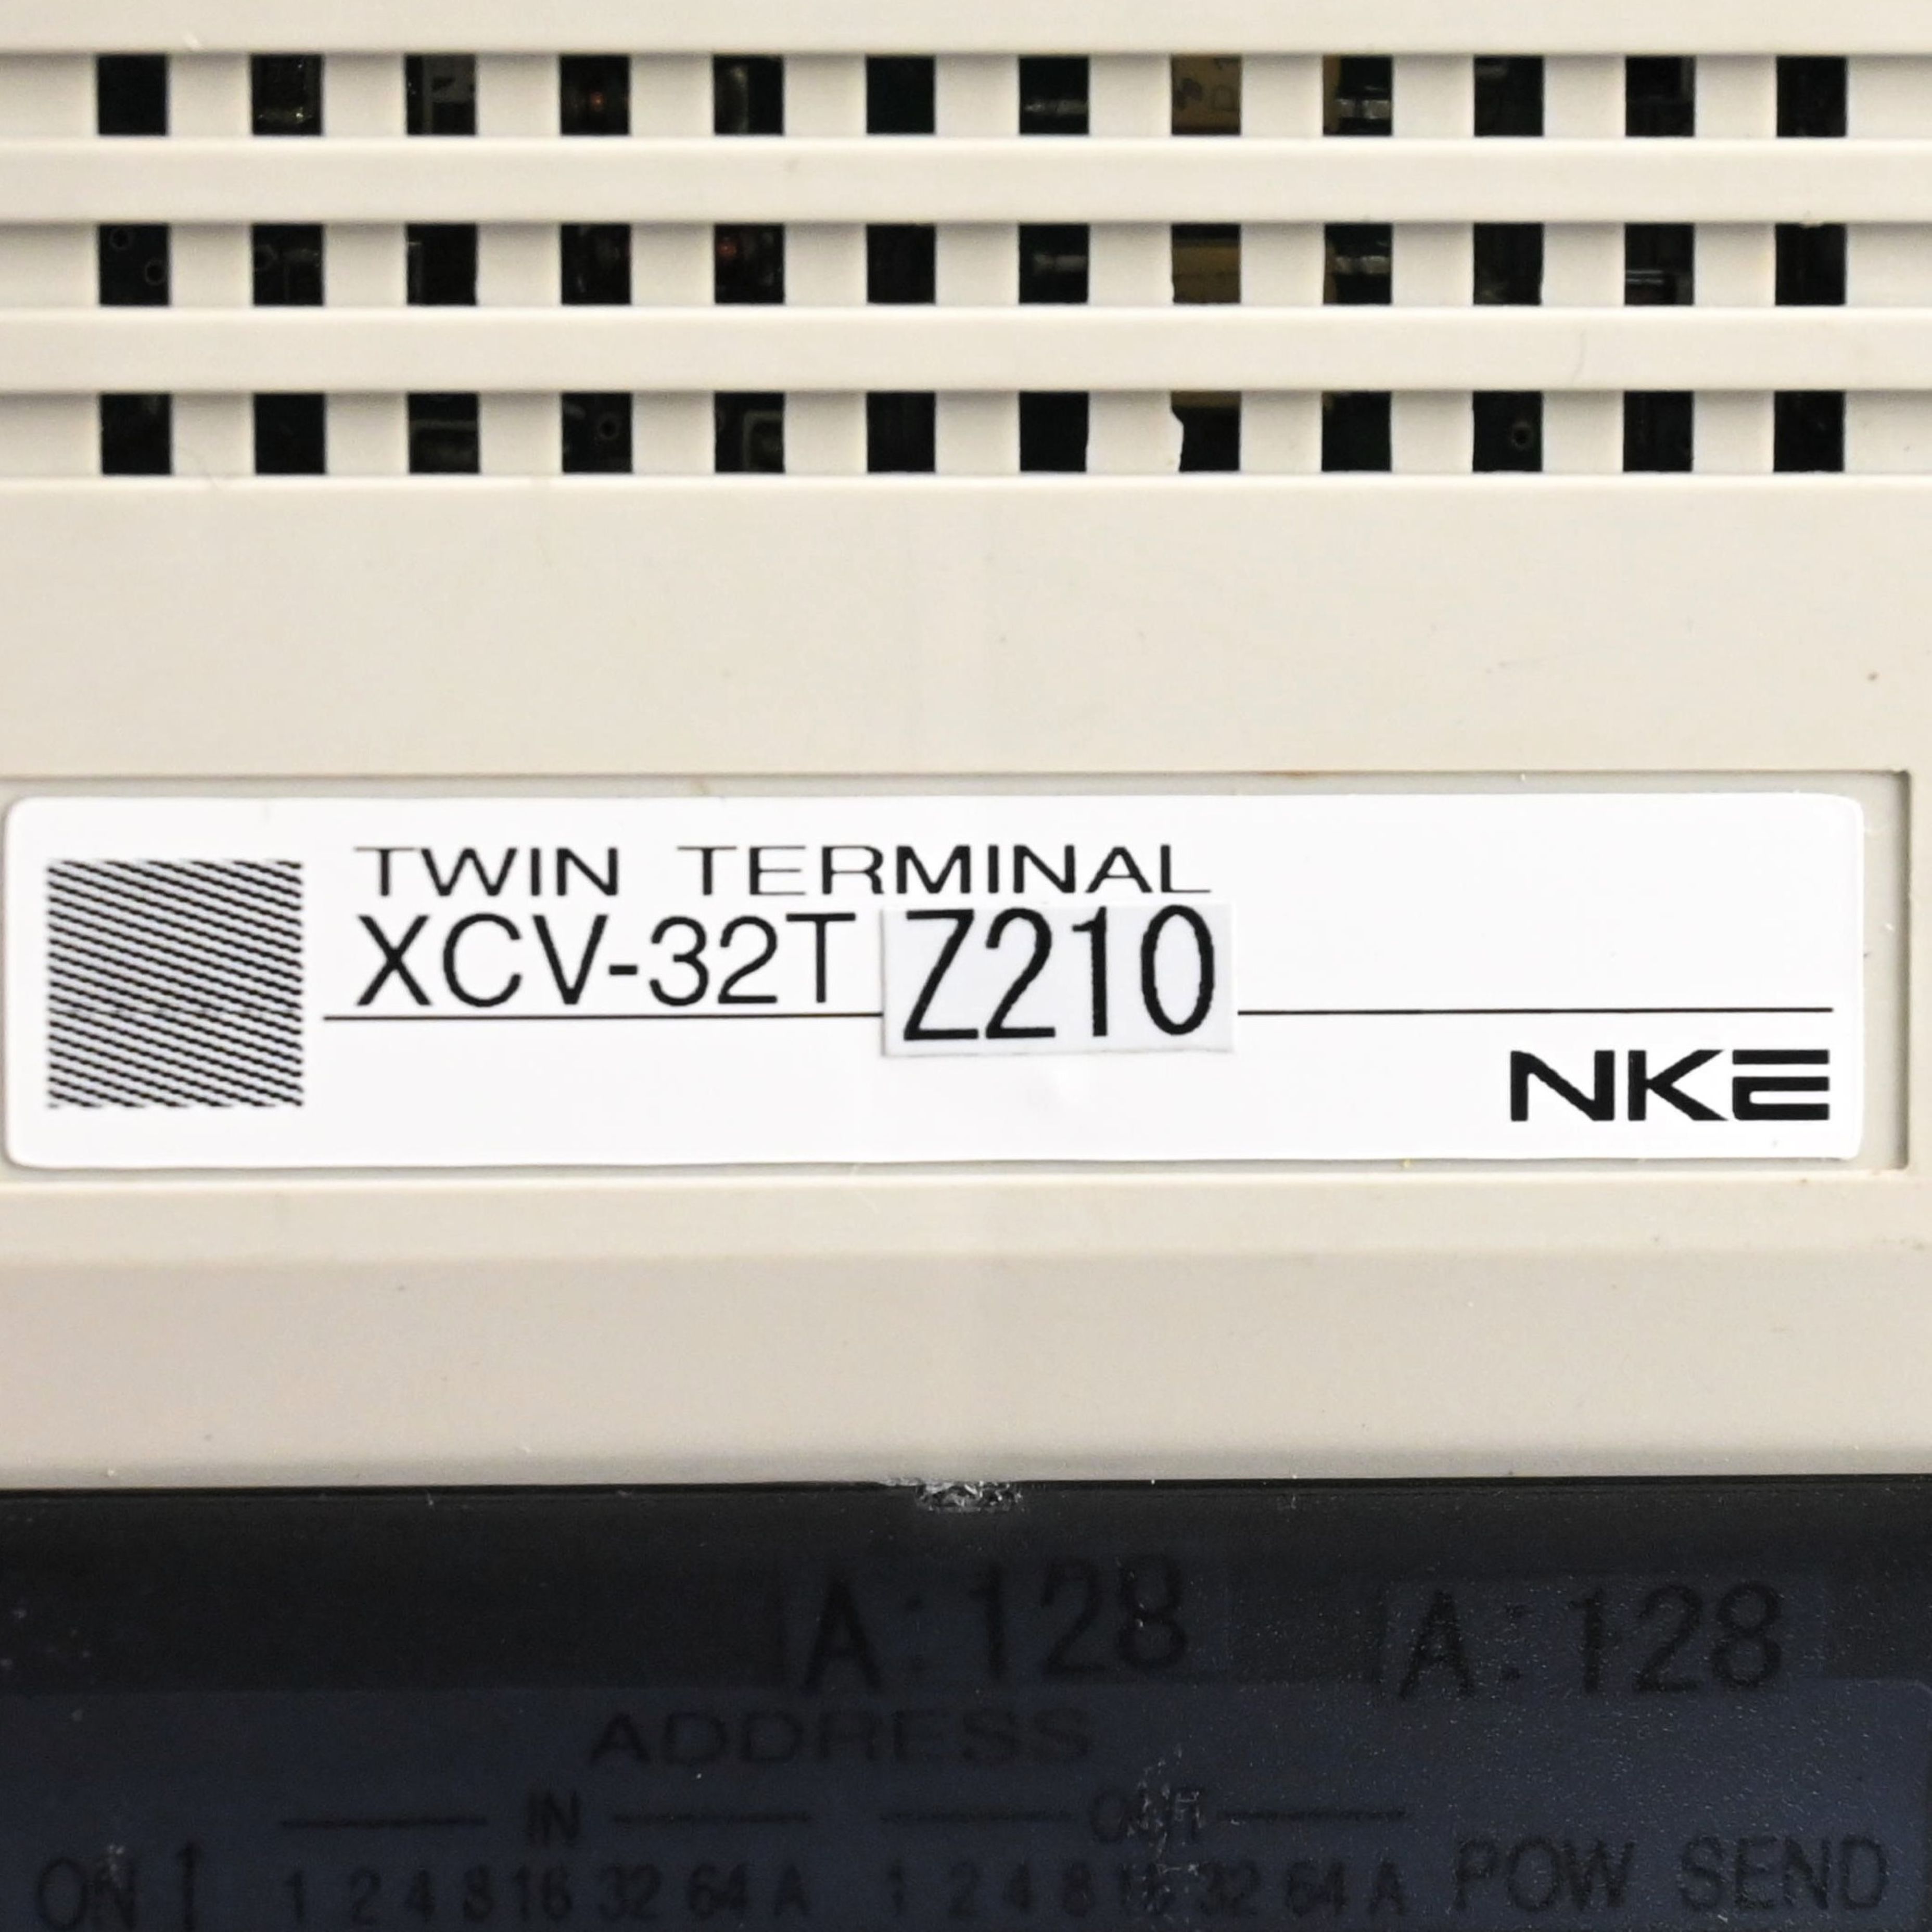 TWIN TERMINAL
XCV-32T Z210
NKE
A:128 A:128
ADDRESS
IN OUT
ON 1 2 4 8 16 32 64 A 1 2 4 8 16 32 64 A POW SEND